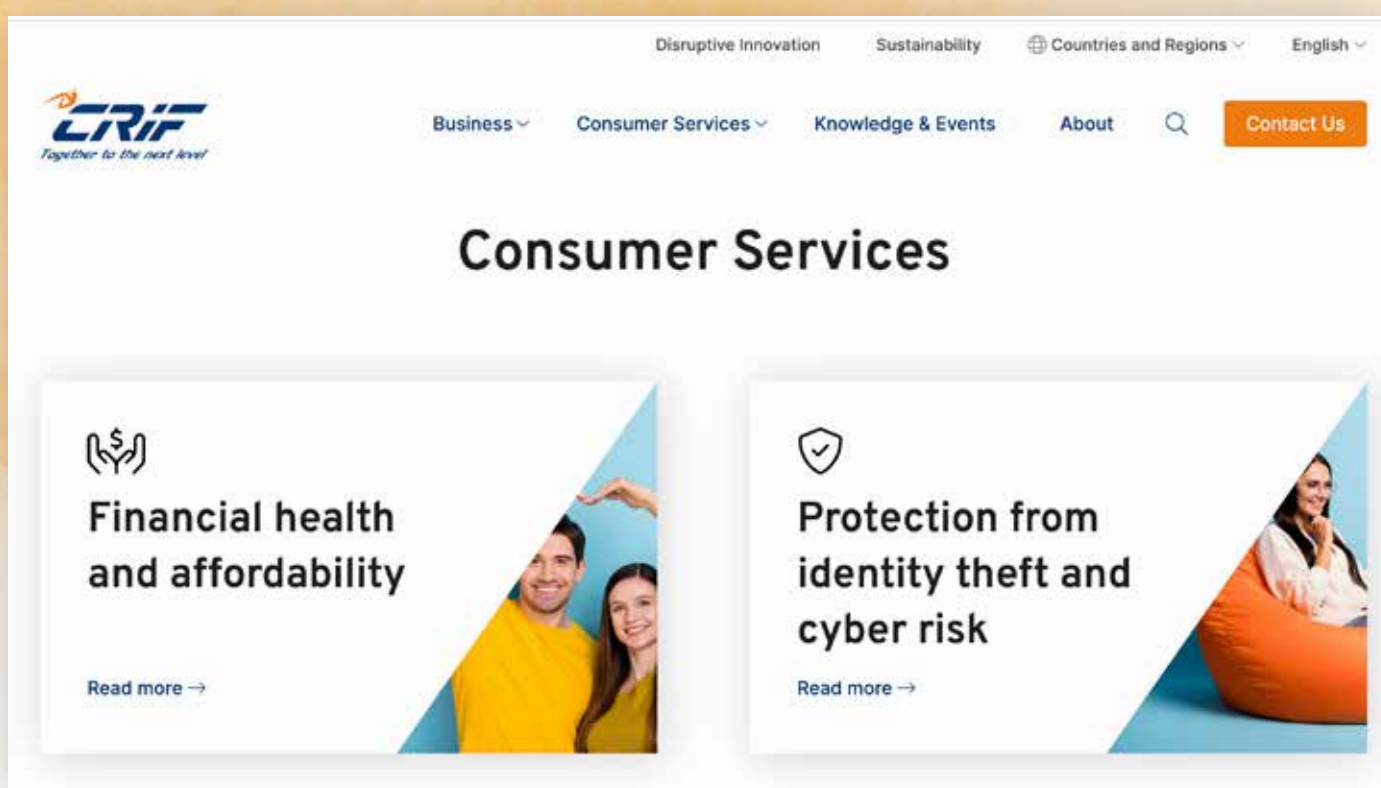 Disruptive Innovation Sustainability Countries and Regions English
CRIF
Together to the next level
Business Consumer Services Knowledge & Events About Contact Us
Consumer Services
Financial health
and affordability
Read more →
Protection from
identity theft and
cyber risk
Read more →